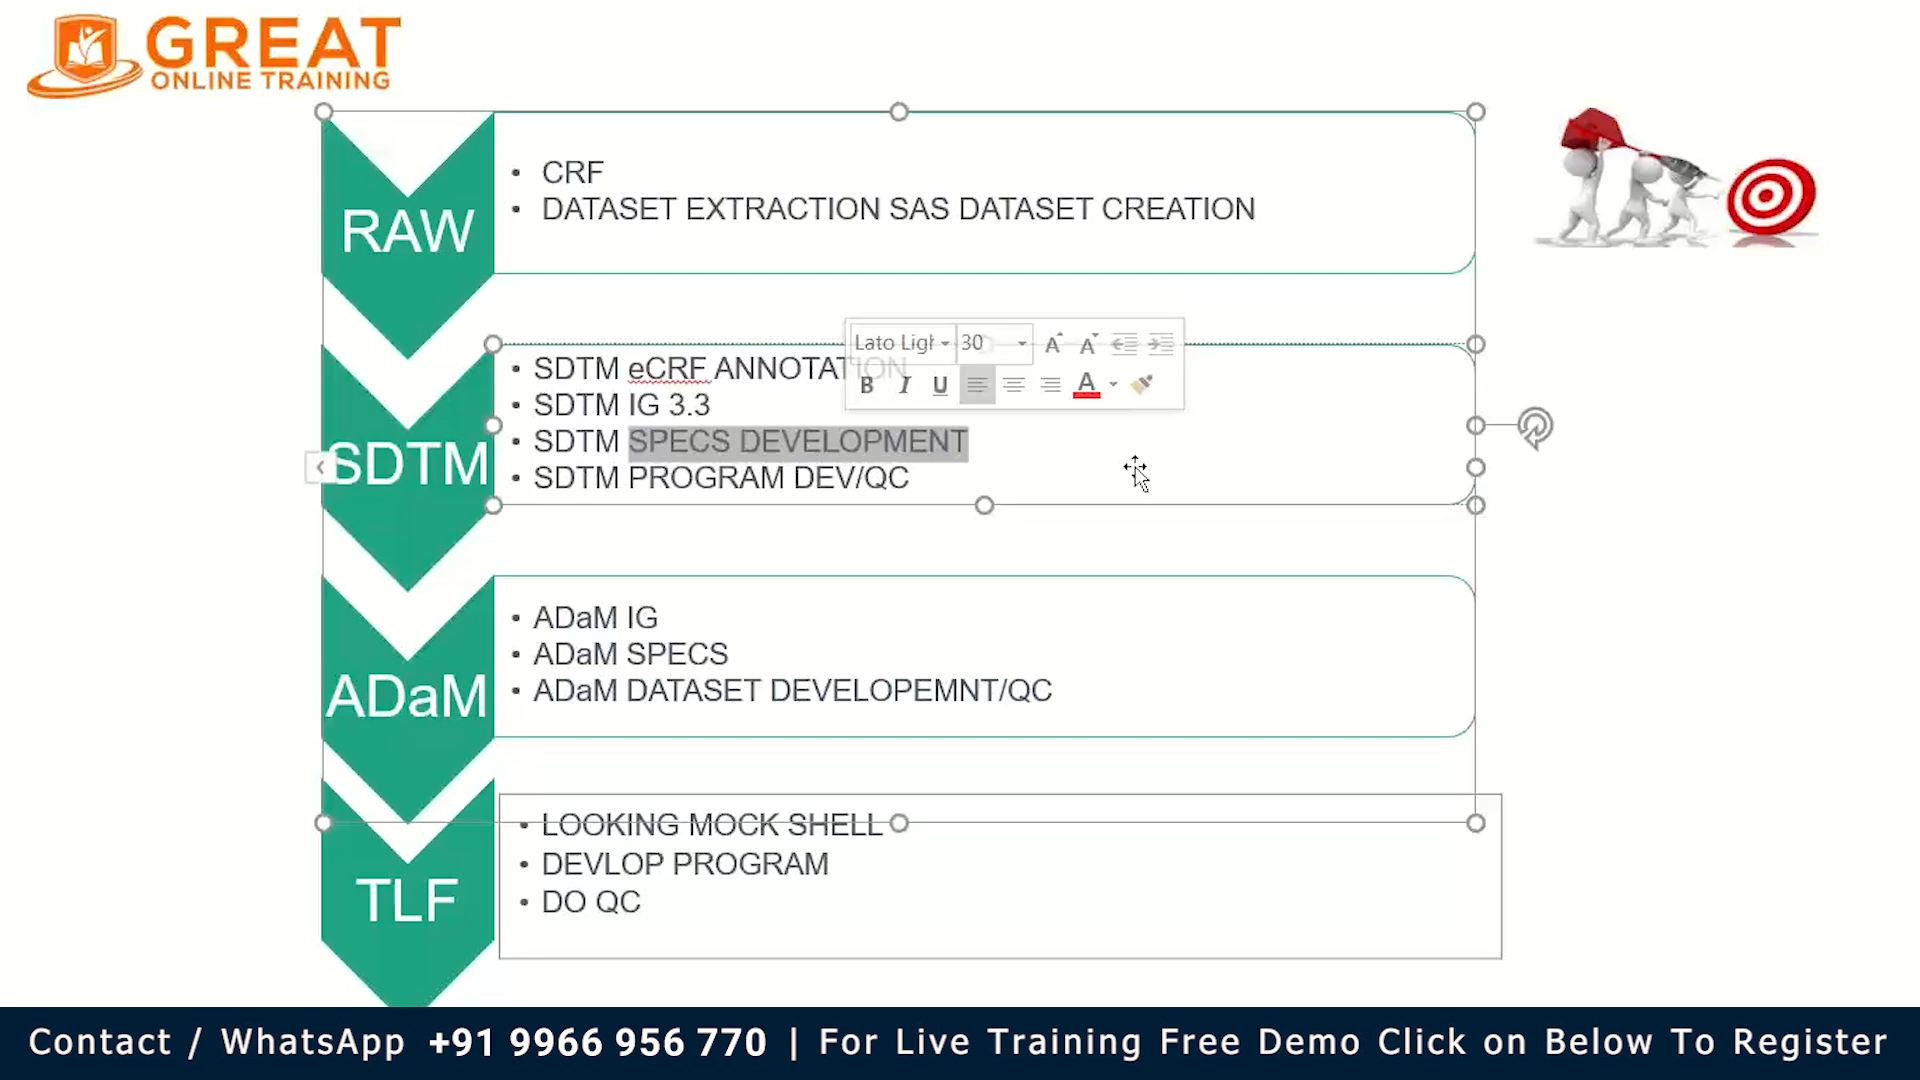 GREAT
ONLINE TRAINING
RAW
• CRF
• DATASET EXTRACTION SAS DATASET CREATION
Lato Ligh 30
B I U A
SDTM
• SDTM eCRF ANNOTATION
• SDTM IG 3.3
• SDTM SPECS DEVELOPMENT
• SDTM PROGRAM DEV/QC
ADaM
• ADaM IG
• ADaM SPECS
• ADaM DATASET DEVELOPEMNT/QC
TLF
• LOOKING MOCK SHELL
• DEVLOP PROGRAM
• DO QC
Contact / WhatsApp +91 9966 956 770 | For Live Training Free Demo Click on Below To Register